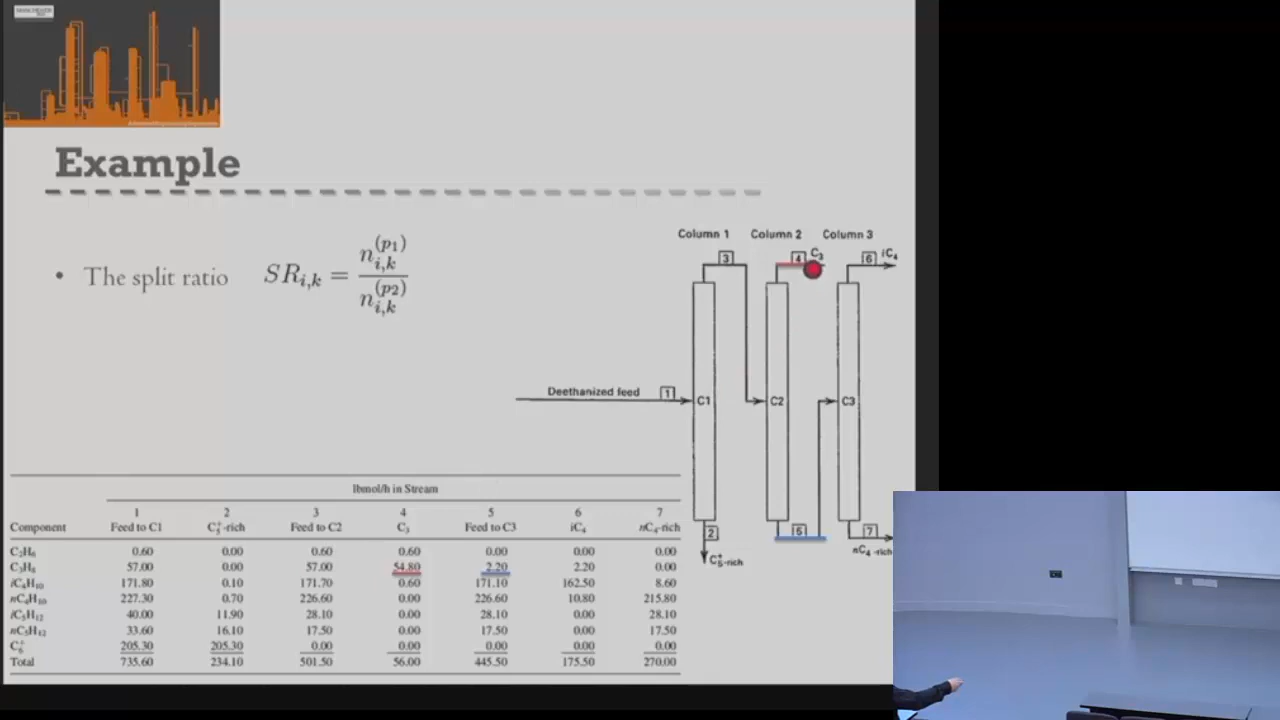 MANCHESTER
Example
• The split ratio SR_{i,k} = n_{i,k}^{(p1)} / n_{i,k}^{(p2)}
Column 1 Column 2 Column 3
3 4 C3 6 iC4
Deethanized feed 1 C1 C2 C3
2 5 7
C5+-rich nC4-rich
lbmol/h in Stream
1 2 3 4 5 6 7
Component Feed to C1 C5+-rich Feed to C2 C3 Feed to C3 iC4 nC4-rich
C2H6 0.60 0.00 0.60 0.60 0.00 0.00 0.00
C3H8 57.00 0.00 57.00 54.80 2.20 2.20 0.00
iC4H10 171.80 0.10 171.70 0.60 171.10 162.50 8.60
nC4H10 227.30 0.70 226.60 0.00 226.60 10.80 215.80
iC5H12 40.00 11.90 28.10 0.00 28.10 0.00 28.10
nC5H12 33.60 16.10 17.50 0.00 17.50 0.00 17.50
C6+ 205.30 205.30 0.00 0.00 0.00 0.00 0.00
Total 735.60 234.10 501.50 56.00 445.50 175.50 270.00